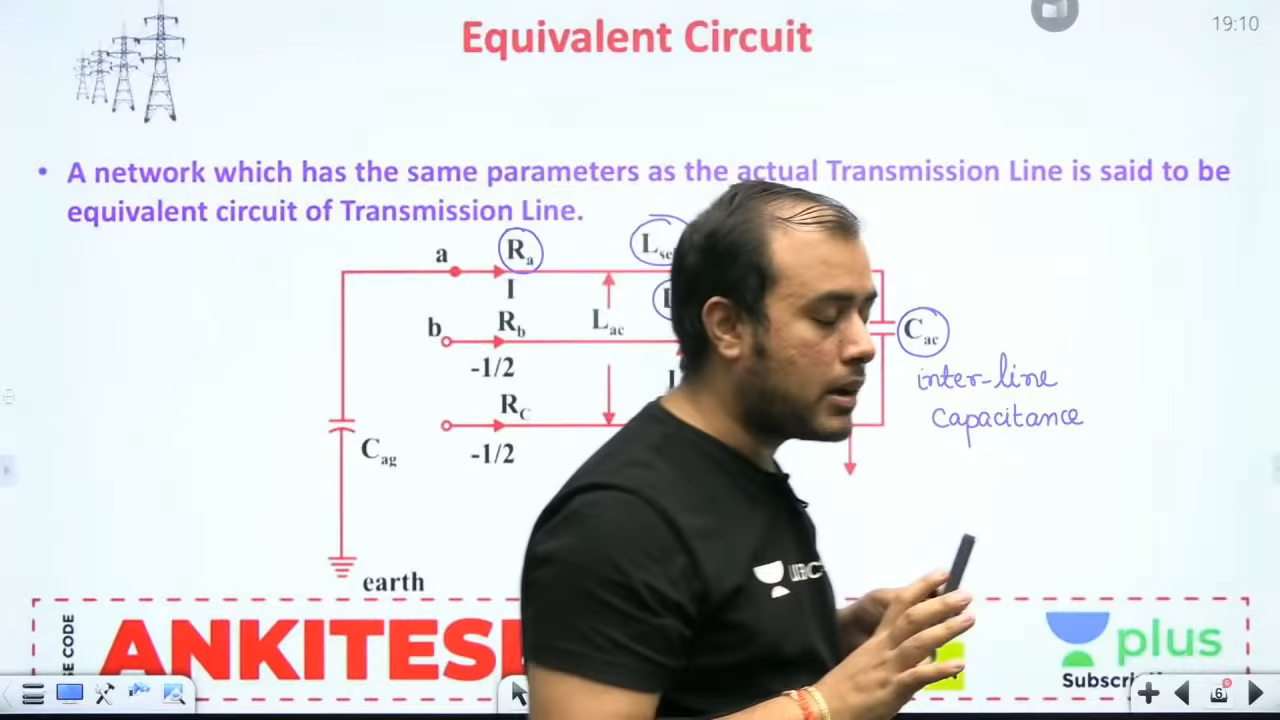 19:10
Equivalent Circuit
• A network which has the same parameters as the actual Transmission Line is said to be
equivalent circuit of Transmission Line.
a
Ra
I
b
Rb
Lac
Cac
-1/2
inter-line
capacitance
RC
Cag
-1/2
earth
CODE
plus
6